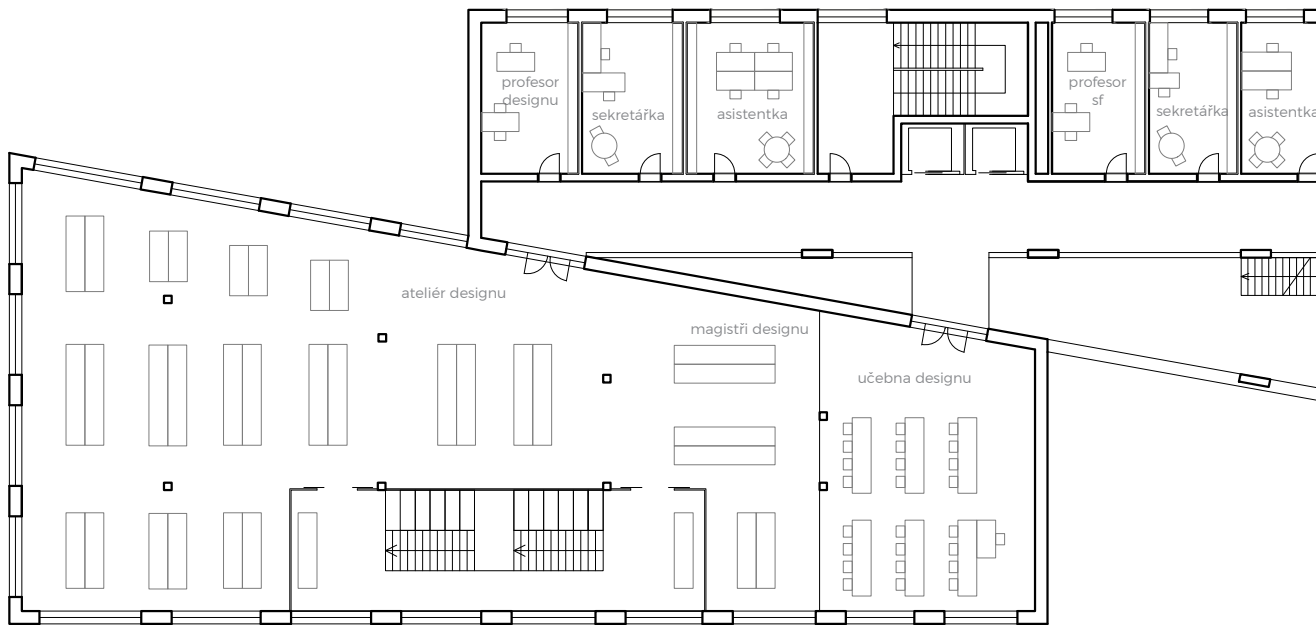 profesor
designu
sekretářka
asistentka
profesor
sf
sekretářka
asistentka
ateliér designu
magistři designu
učebna designu